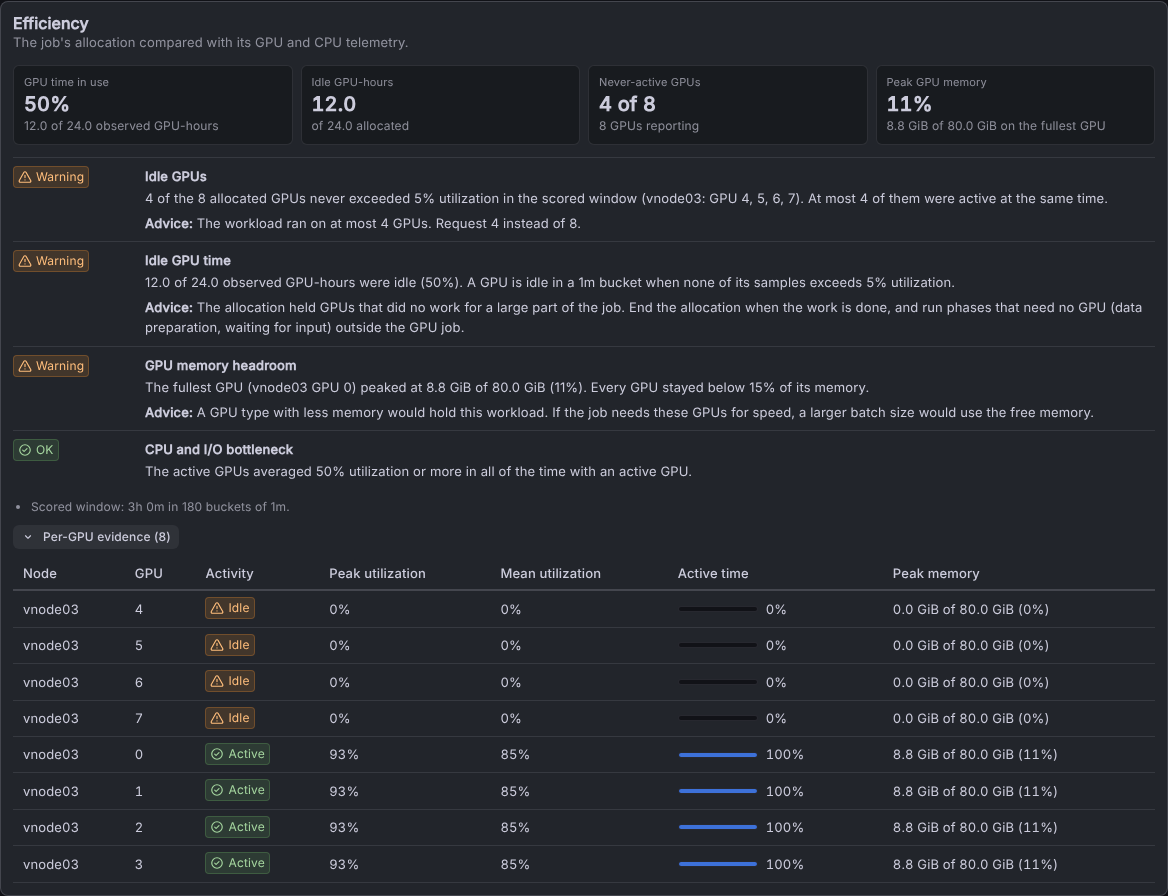 Efficiency
The job's allocation compared with its GPU and CPU telemetry.
GPU time in use
50%
12.0 of 24.0 observed GPU-hours
Idle GPU-hours
12.0
of 24.0 allocated
Never-active GPUs
4 of 8
8 GPUs reporting
Peak GPU memory
11%
8.8 GiB of 80.0 GiB on the fullest GPU
Warning
Idle GPUs
4 of the 8 allocated GPUs never exceeded 5% utilization in the scored window (vnode03: GPU 4, 5, 6, 7). At most 4 of them were active at the same time.
Advice: The workload ran on at most 4 GPUs. Request 4 instead of 8.
Warning
Idle GPU time
12.0 of 24.0 observed GPU-hours were idle (50%). A GPU is idle in a 1m bucket when none of its samples exceeds 5% utilization.
Advice: The allocation held GPUs that did no work for a large part of the job. End the allocation when the work is done, and run phases that need no GPU (data
preparation, waiting for input) outside the GPU job.
Warning
GPU memory headroom
The fullest GPU (vnode03 GPU 0) peaked at 8.8 GiB of 80.0 GiB (11%). Every GPU stayed below 15% of its memory.
Advice: A GPU type with less memory would hold this workload. If the job needs these GPUs for speed, a larger batch size would use the free memory.
OK
CPU and I/O bottleneck
The active GPUs averaged 50% utilization or more in all of the time with an active GPU.
• Scored window: 3h 0m in 180 buckets of 1m.
Per-GPU evidence (8)
Node GPU Activity Peak utilization Mean utilization Active time Peak memory
vnode03 4 Idle 0% 0% 0% 0.0 GiB of 80.0 GiB (0%)
vnode03 5 Idle 0% 0% 0% 0.0 GiB of 80.0 GiB (0%)
vnode03 6 Idle 0% 0% 0% 0.0 GiB of 80.0 GiB (0%)
vnode03 7 Idle 0% 0% 0% 0.0 GiB of 80.0 GiB (0%)
vnode03 0 Active 93% 85% 100% 8.8 GiB of 80.0 GiB (11%)
vnode03 1 Active 93% 85% 100% 8.8 GiB of 80.0 GiB (11%)
vnode03 2 Active 93% 85% 100% 8.8 GiB of 80.0 GiB (11%)
vnode03 3 Active 93% 85% 100% 8.8 GiB of 80.0 GiB (11%)